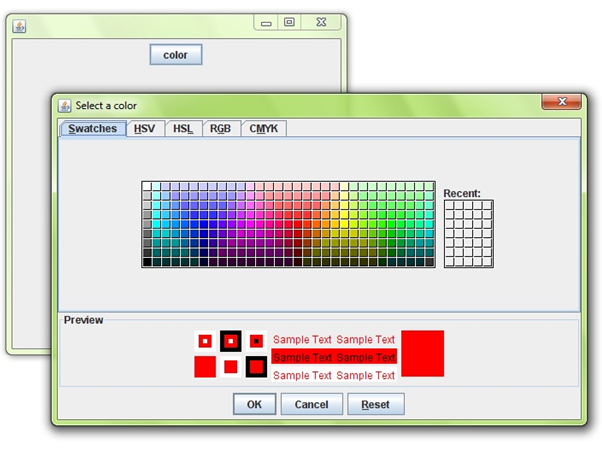 color
Select a color
Swatches HSV HSL RGB CMYK
Recent:
Preview
Sample Text Sample Text
Sample Text Sample Text
Sample Text Sample Text
OK Cancel Reset